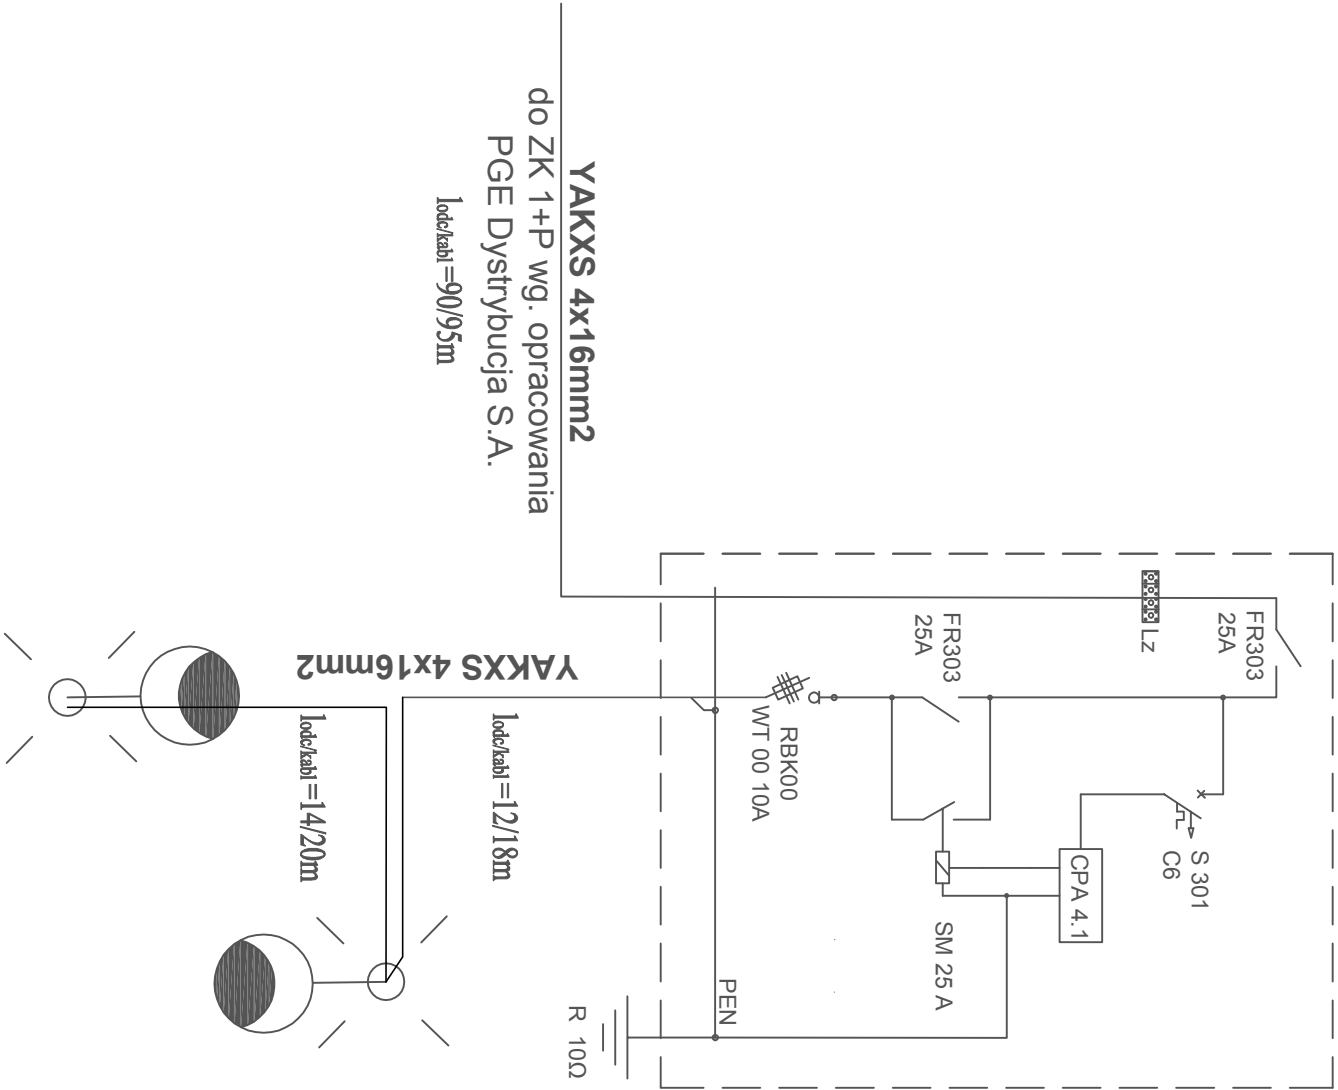 YAKXS 4x16mm2
do ZK 1+P wg. opracowania
PGE Dystrybucja S.A.
lodc/kabl=90/95m
FR303
25A
Lz
FR303
25A
RBK00
WT 00 10A
S 301
C6
CPA 4.1
SM 25 A
PEN
R 10Ω
YAKXS 4x16mm2
lodc/kabl=12/18m
lodc/kabl=14/20m